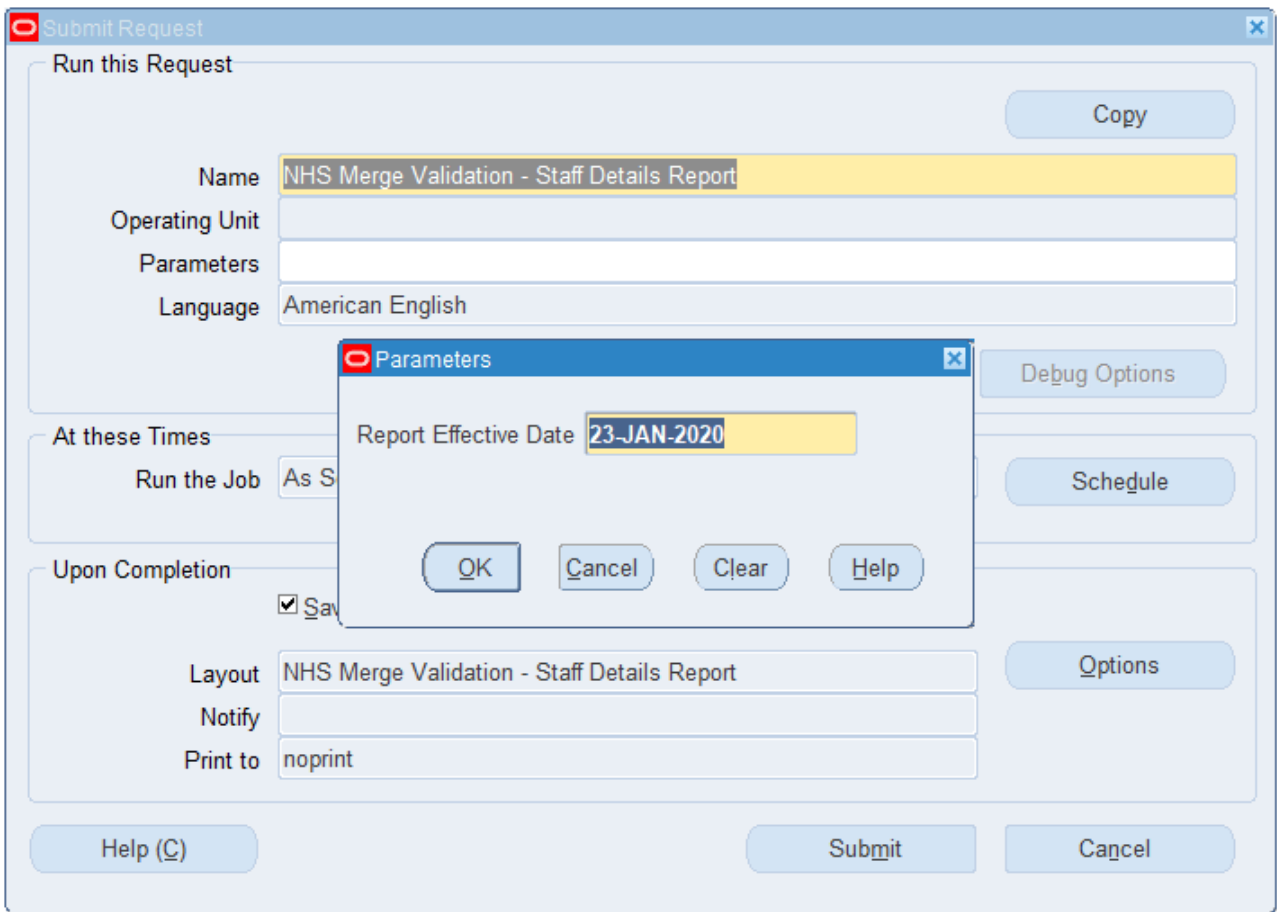 Submit Request
Run this Request
Copy
Name NHS Merge Validation - Staff Details Report
Operating Unit
Parameters
Language American English
Debug Options
Parameters
Report Effective Date 23-JAN-2020
OK Cancel Clear Help
At these Times
Run the Job As
Schedule
Upon Completion
Options
Layout NHS Merge Validation - Staff Details Report
Notify
Print to noprint
Help (C) Submit Cancel